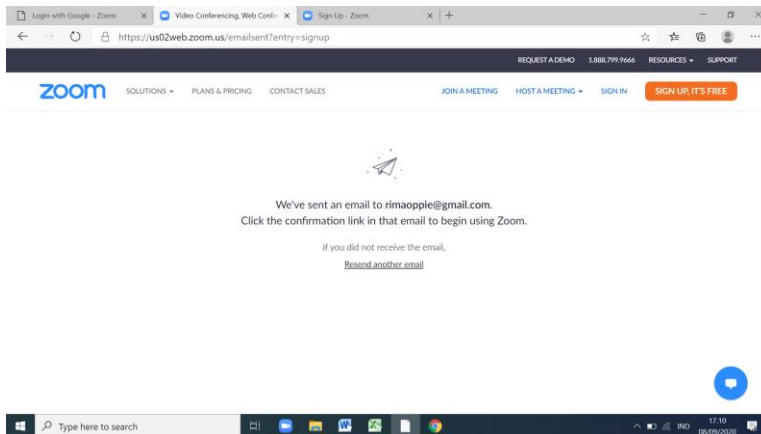 Login with Google - Zoom
Video Conferencing, Web Confe
Sign Up - Zoom
https://us02web.zoom.us/emailsent?entry=signup
REQUEST A DEMO 1.888.799.9666 RESOURCES SUPPORT
zoom SOLUTIONS PLANS & PRICING CONTACT SALES JOIN A MEETING HOST A MEETING SIGN IN SIGN UP, IT'S FREE
We've sent an email to rimaoppie@gmail.com.
Click the confirmation link in that email to begin using Zoom.
If you did not receive the email,
Resend another email
Type here to search
IND
17.10
08/09/2020